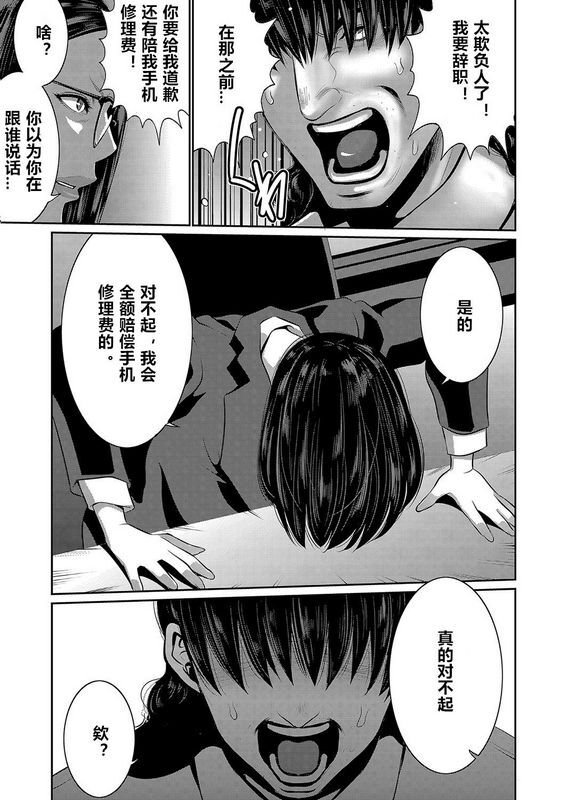 太欺负人了！
我要辞职！
在那之前…
你要给我道歉
还有陪我手机
修理费！
啥？
你以为你在
跟谁说话…
是的
对不起，我会
全额赔偿手机
修理费的。
真的对不起
欸？